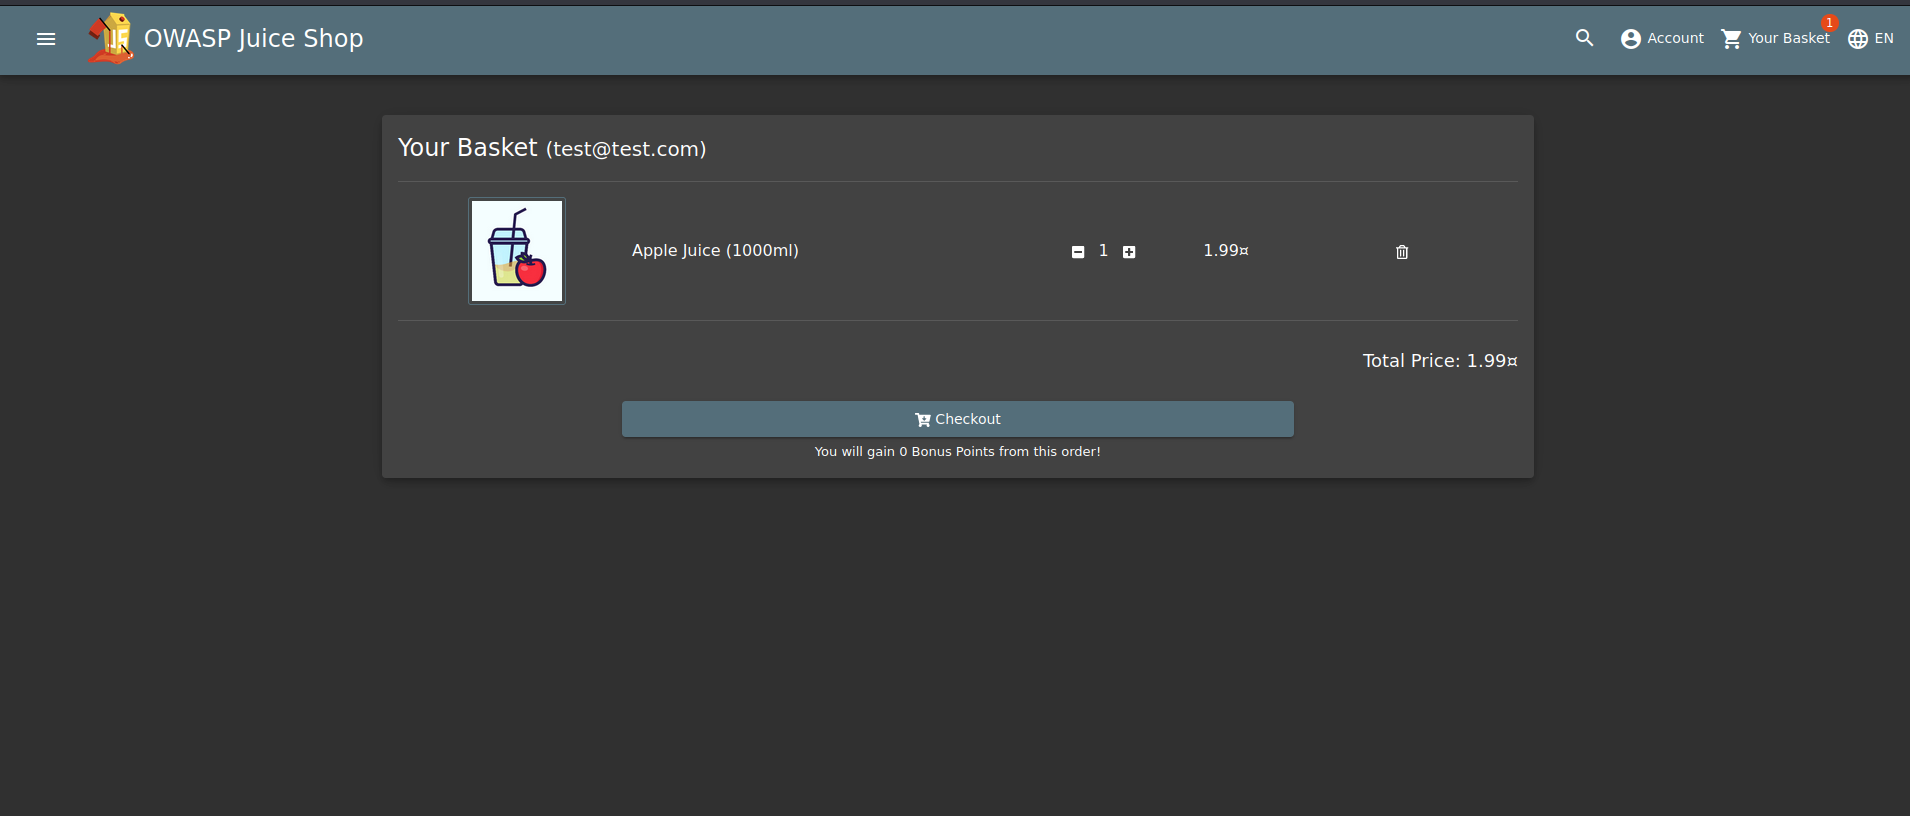 OWASP Juice Shop
Account
Your Basket
1
EN
Your Basket (test@test.com)
Apple Juice (1000ml)
1
1.99¤
Total Price: 1.99¤
Checkout
You will gain 0 Bonus Points from this order!